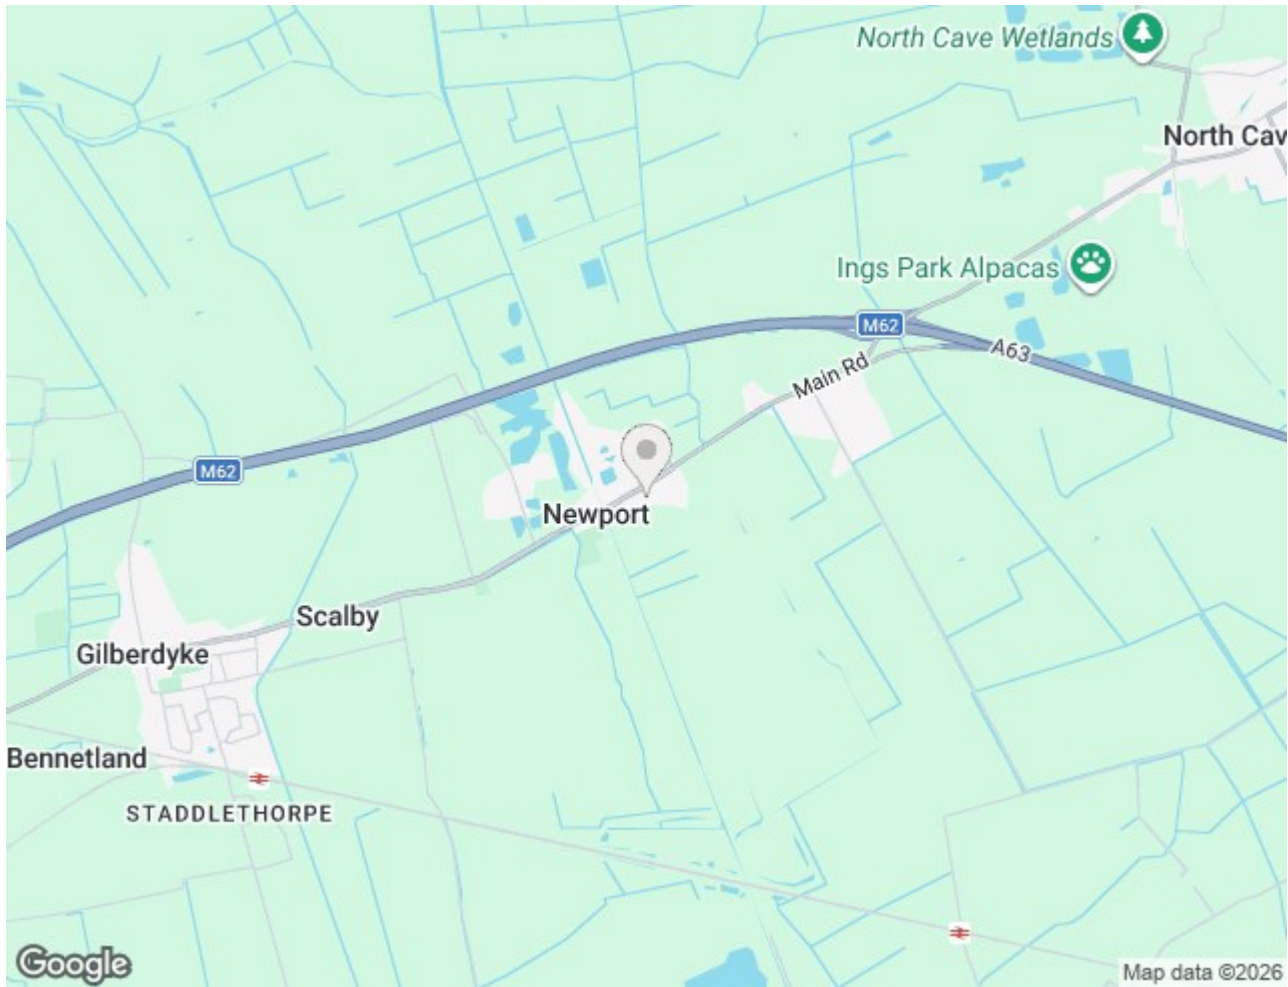 North Cave Wetlands
North Cav
Ings Park Alpacas
M62
A63
Main Rd
M62
Newport
Scalby
Gilberdyke
Bennetland
STADDLETHORPE
Google
Map data ©2026